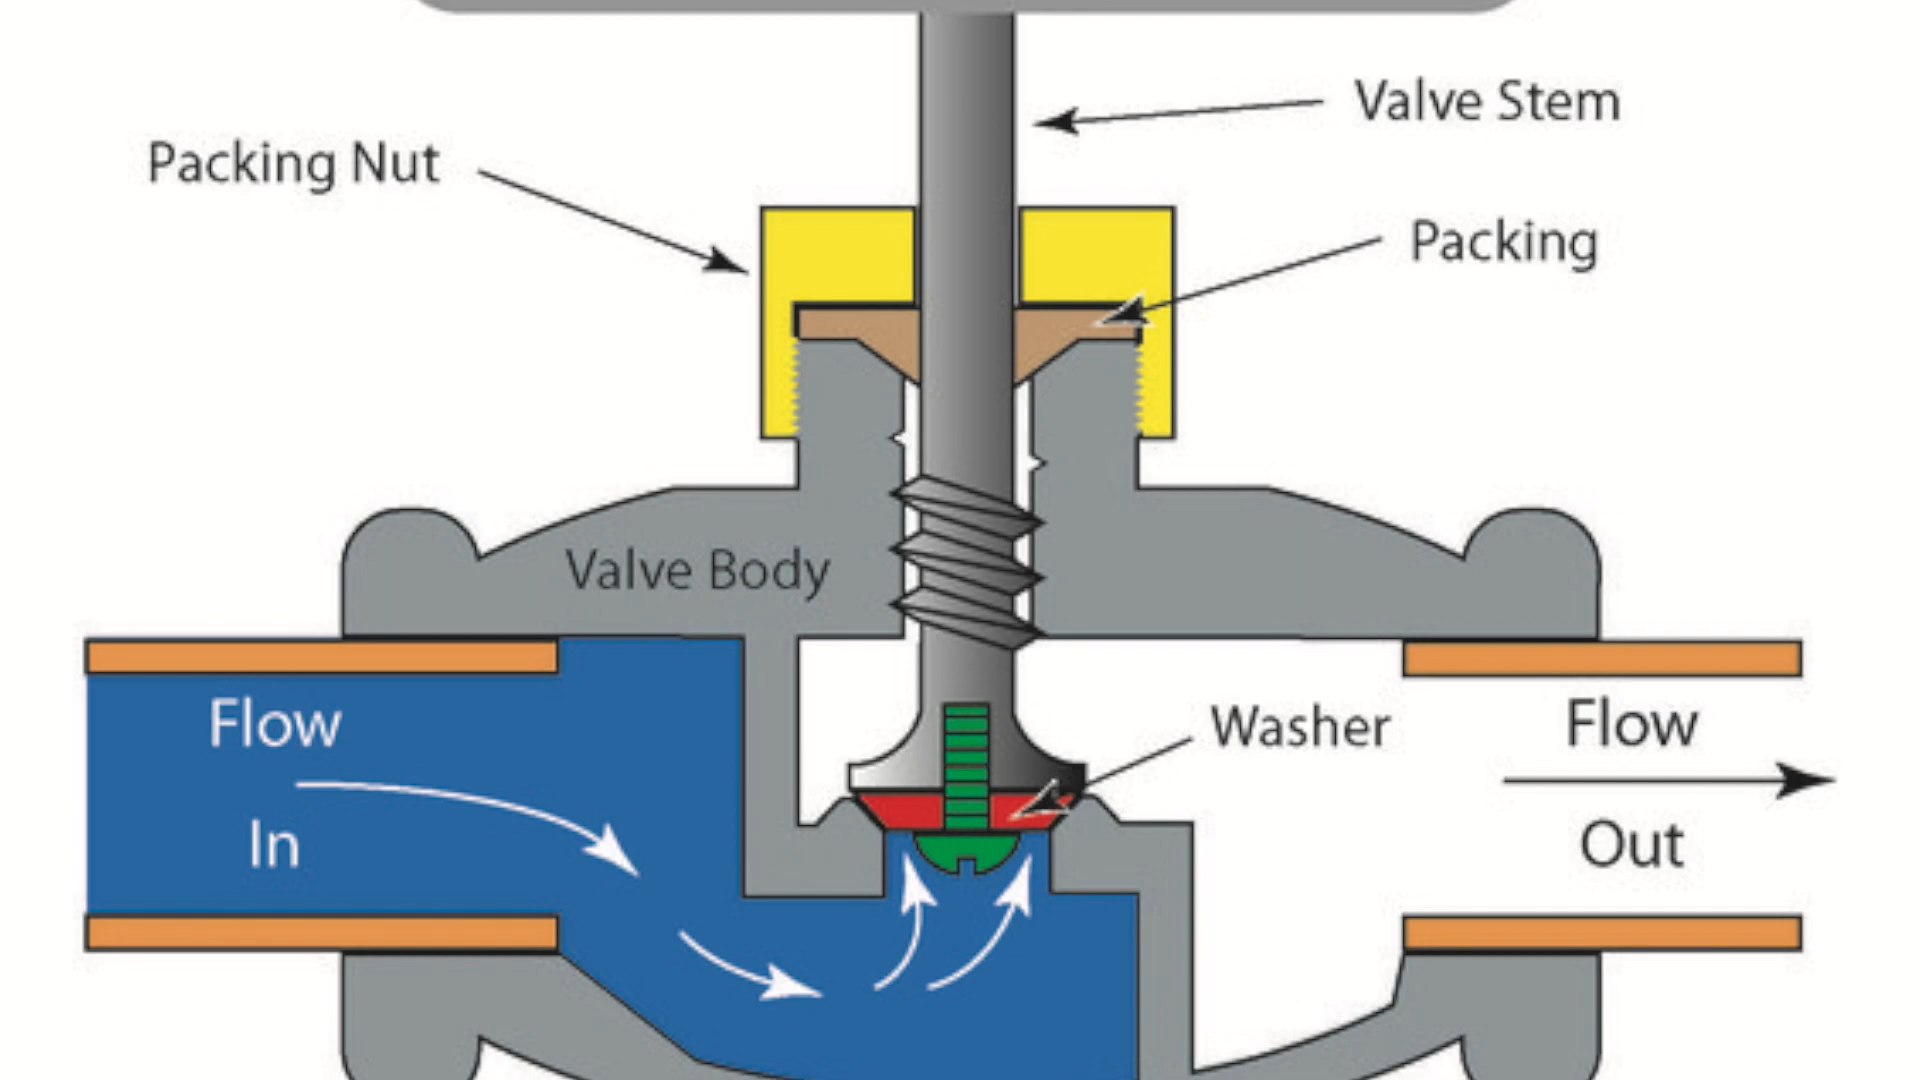 Valve Stem
Packing Nut
Packing
Valve Body
Flow
In
Washer
Flow
Out